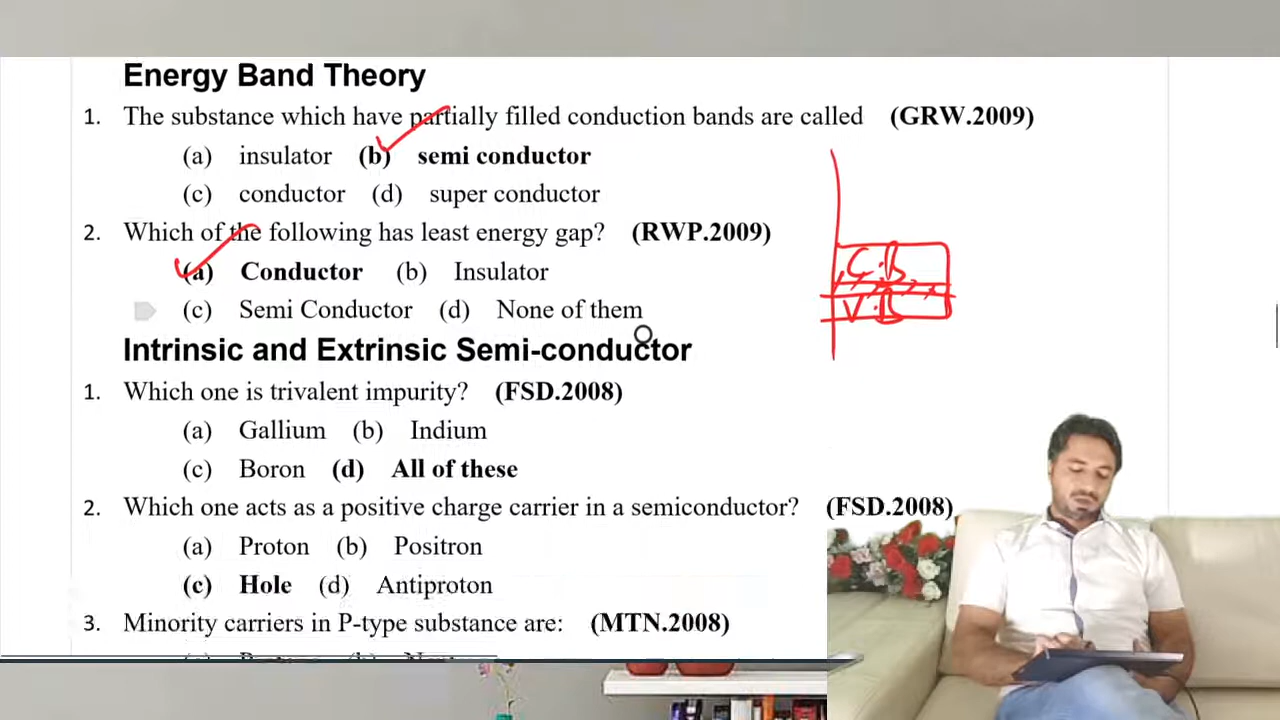 Energy Band Theory
1. The substance which have partially filled conduction bands are called (GRW.2009)
(a) insulator (b) semi conductor
(c) conductor (d) super conductor
2. Which of the following has least energy gap? (RWP.2009)
(a) Conductor (b) Insulator
(c) Semi Conductor (d) None of them
C.B
V.B
Intrinsic and Extrinsic Semi-conductor
1. Which one is trivalent impurity? (FSD.2008)
(a) Gallium (b) Indium
(c) Boron (d) All of these
2. Which one acts as a positive charge carrier in a semiconductor? (FSD.2008)
(a) Proton (b) Positron
(c) Hole (d) Antiproton
3. Minority carriers in P-type substance are: (MTN.2008)